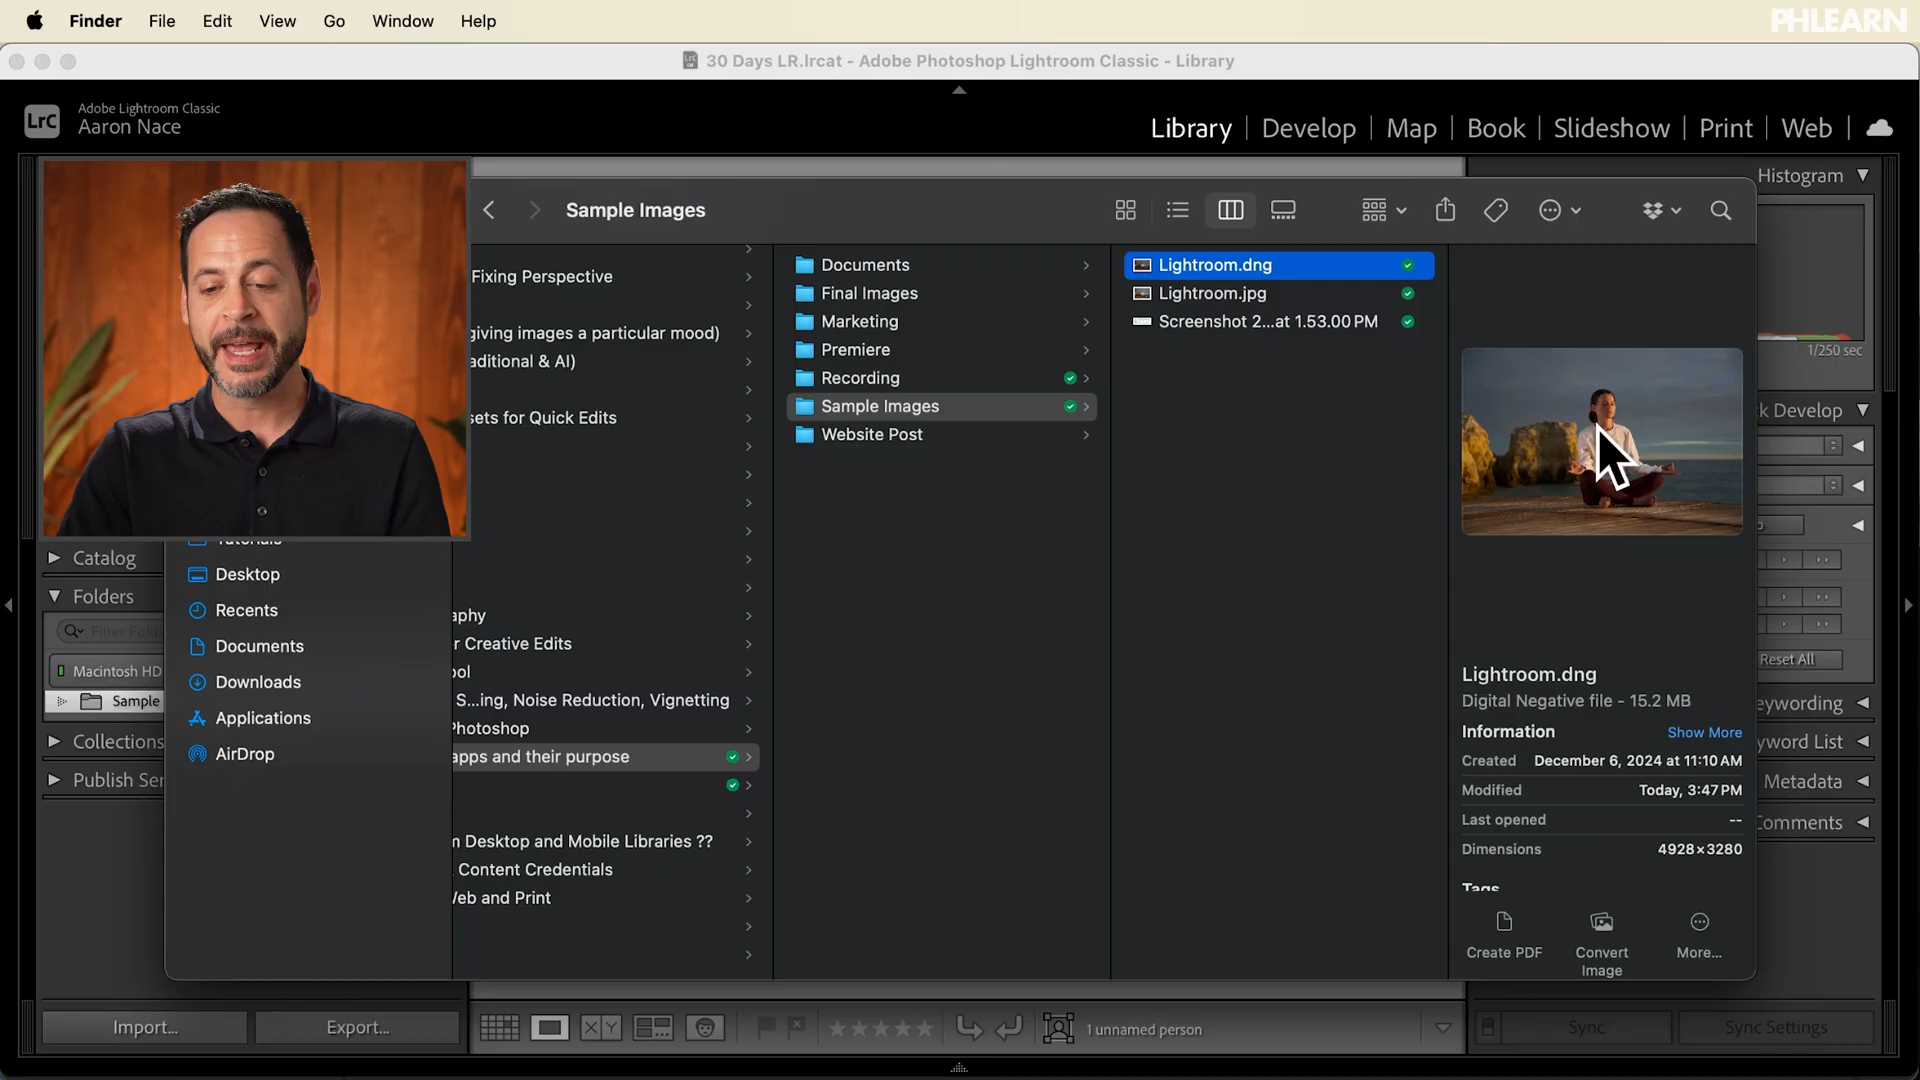 Finder File Edit View Go Window Help
PHLEARN
30 Days LR.lrcat - Adobe Photoshop Lightroom Classic - Library
LrC
Adobe Lightroom Classic
Aaron Nace
Library | Develop | Map | Book | Slideshow | Print | Web |
Histogram
Sample Images
1/250 sec
Fixing Perspective
giving images a particular mood)
aditional & AI)
sets for Quick Edits
aphy
r Creative Edits
ool
S...ing, Noise Reduction, Vignetting
Photoshop
apps and their purpose
n Desktop and Mobile Libraries ??
Content Credentials
Web and Print
Documents
Final Images
Marketing
Premiere
Recording
Sample Images
Website Post
Lightroom.dng
Lightroom.jpg
Screenshot 2...at 1.53.00 PM
Lightroom.dng
Digital Negative file - 15.2 MB
Information Show More
Created December 6, 2024 at 11:10 AM
Modified Today, 3:47 PM
Last opened --
Dimensions 4928×3280
Tags
Create PDF
Convert Image
More...
Tutorials
Desktop
Recents
Documents
Downloads
Applications
AirDrop
Catalog
Folders
Filter Folde
Macintosh HD
Sample
Collections
Publish Ser
k Develop
Reset All
eywording
yword List
Metadata
Comments
Import...
Export...
X Y
1 unnamed person
Sync
Sync Settings